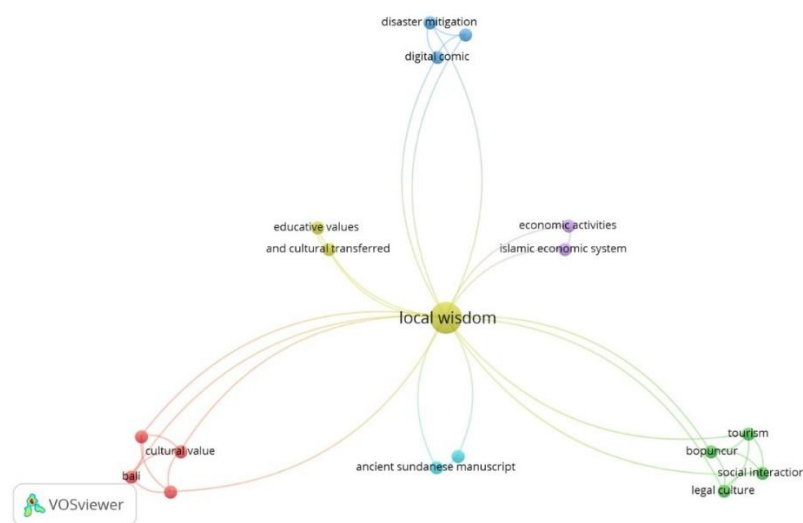 disaster mitigation
digital comic
educative values
and cultural transferred
economic activities
islamic economic system
local wisdom
cultural value
bali
ancient sundanese manuscript
tourism
bopuncur
social interaction
legal culture
VOSviewer